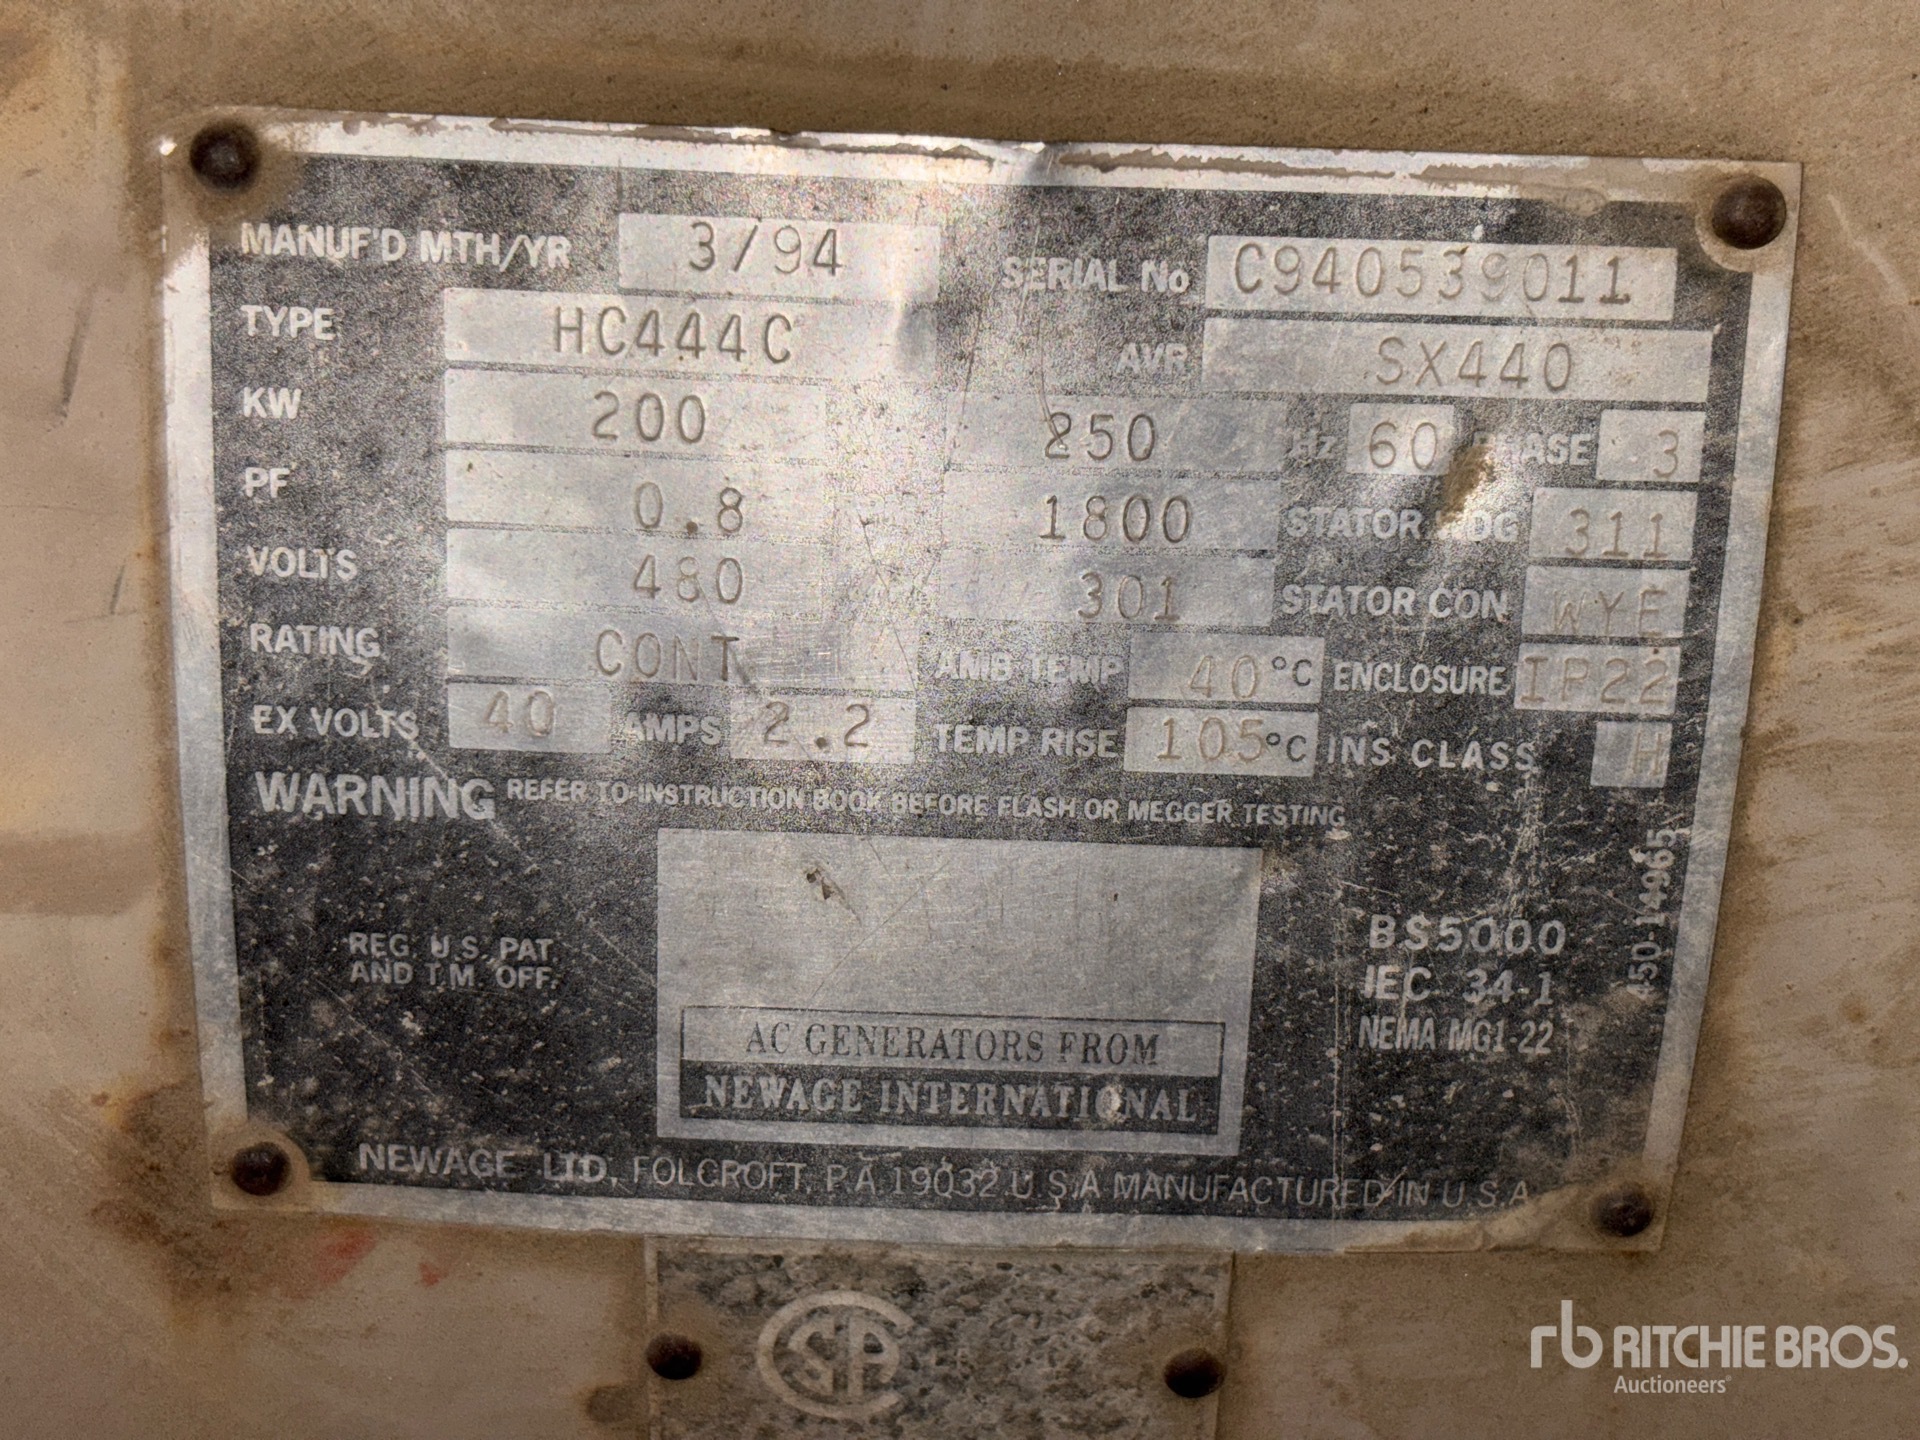 MANUF'D MTH/YR 3/94 SERIAL No C940539011
TYPE HC444C AVR SX440
KW 200 250 Hz 60 PHASE 3
PF 0.8 1800 STATOR WDG 311
VOLTS 480 301 STATOR CON WYE
RATING CONT AMB TEMP 40°C ENCLOSURE IP22
EX VOLTS 40 AMPS 2.2 TEMP RISE 105°C INS CLASS H
WARNING REFER TO INSTRUCTION BOOK BEFORE FLASH OR MEGGER TESTING
REG. U.S. PAT.
AND T.M. OFF.
BS5000
IEC 34-1
NEMA MG1-22
450-14965
AC GENERATORS FROM
NEWAGE INTERNATIONAL
NEWAGE LTD, FOLCROFT, P.A 19032 U.S.A MANUFACTURED IN U.S.A
CSA
rb RITCHIE BROS.
Auctioneers